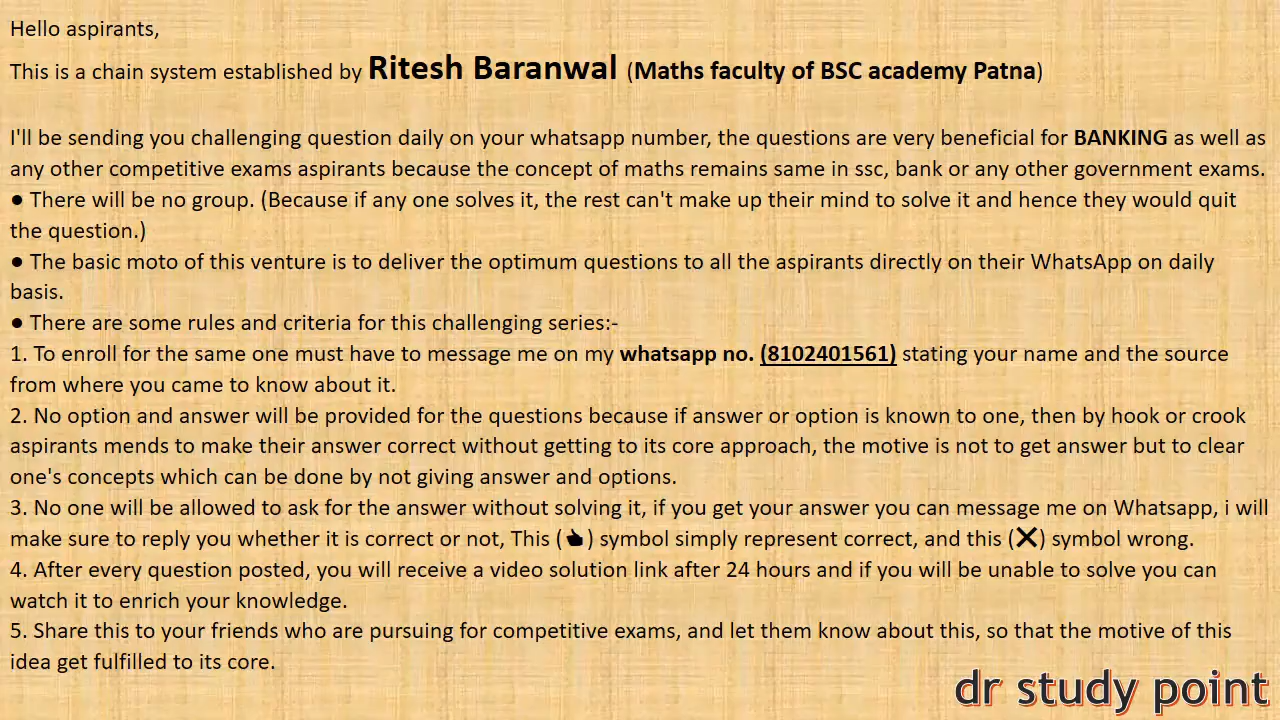 Hello aspirants,
This is a chain system established by Ritesh Baranwal (Maths faculty of BSC academy Patna)
I'll be sending you challenging question daily on your whatsapp number, the questions are very beneficial for BANKING as well as
any other competitive exams aspirants because the concept of maths remains same in ssc, bank or any other government exams.
● There will be no group. (Because if any one solves it, the rest can't make up their mind to solve it and hence they would quit
the question.)
● The basic moto of this venture is to deliver the optimum questions to all the aspirants directly on their WhatsApp on daily
basis.
● There are some rules and criteria for this challenging series:-
1. To enroll for the same one must have to message me on my whatsapp no. (8102401561) stating your name and the source
from where you came to know about it.
2. No option and answer will be provided for the questions because if answer or option is known to one, then by hook or crook
aspirants mends to make their answer correct without getting to its core approach, the motive is not to get answer but to clear
one's concepts which can be done by not giving answer and options.
3. No one will be allowed to ask for the answer without solving it, if you get your answer you can message me on Whatsapp, i will
make sure to reply you whether it is correct or not, This (👍) symbol simply represent correct, and this (❌) symbol wrong.
4. After every question posted, you will receive a video solution link after 24 hours and if you will be unable to solve you can
watch it to enrich your knowledge.
5. Share this to your friends who are pursuing for competitive exams, and let them know about this, so that the motive of this
idea get fulfilled to its core.
dr study point